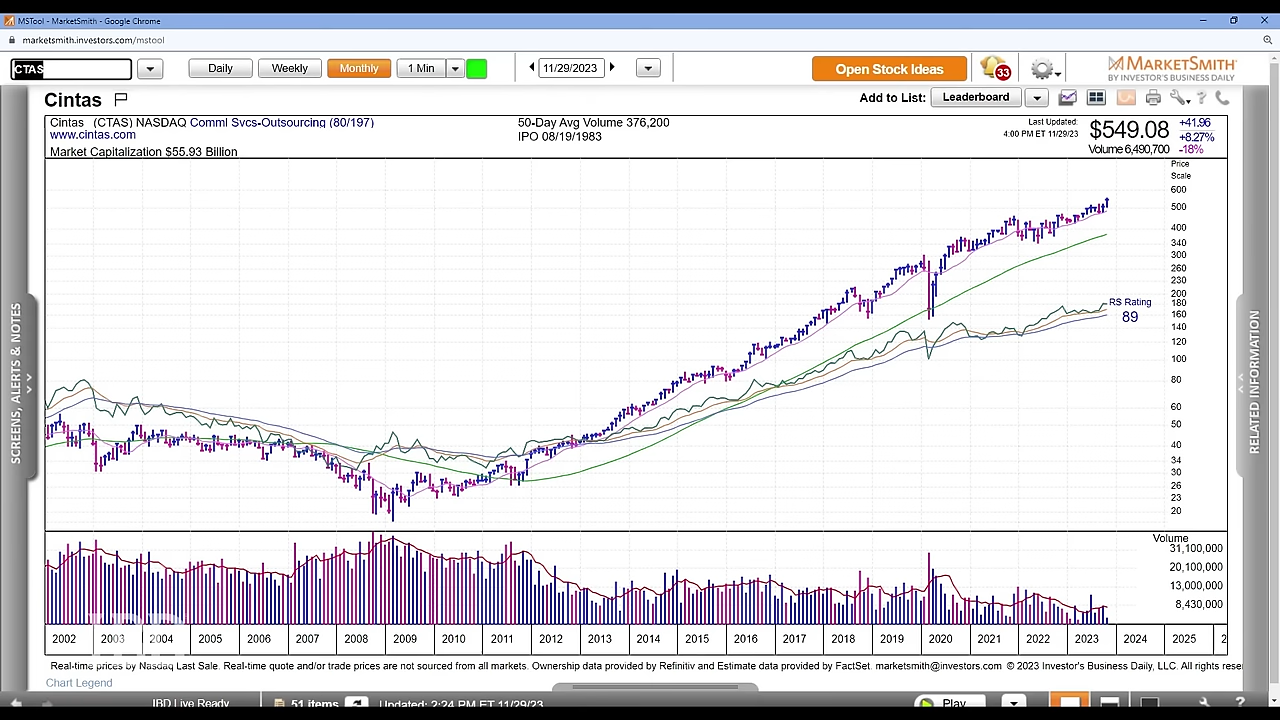 MSTool - MarketSmith - Google Chrome
marketsmith.investors.com/mstool
CTAS
Daily
Weekly
Monthly
1 Min
11/29/2023
Open Stock Ideas
33
MARKETSMITH
BY INVESTOR'S BUSINESS DAILY
Cintas
Add to List:
Leaderboard
Cintas (CTAS) NASDAQ Comml Svcs-Outsourcing (80/197)
50-Day Avg Volume 376,200
Last Updated:
4:00 PM ET 11/29/23
$549.08
+41.96
+8.27%
www.cintas.com
IPO 08/19/1983
Market Capitalization $55.93 Billion
Volume 6,490,700
-18%
Price
Scale
600
500
400
340
300
260
230
200
180
160
140
120
100
80
60
50
40
34
30
26
23
20
RS Rating
89
Volume
31,100,000
20,100,000
13,000,000
8,430,000
2002 2003 2004 2005 2006 2007 2008 2009 2010 2011 2012 2013 2014 2015 2016 2017 2018 2019 2020 2021 2022 2023 2024 2025 2
IBD
SCREENS, ALERTS & NOTES
RELATED INFORMATION
Real-time prices by Nasdaq Last Sale. Real-time quote and/or trade prices are not sourced from all markets. Ownership data provided by Refinitiv and Estimate data provided by FactSet. marketsmith@investors.com © 2023 Investor's Business Daily, LLC. All rights rese
Chart Legend
IBD Live Ready
51 items
Updated: 2:24 PM ET 11/29/23
Play